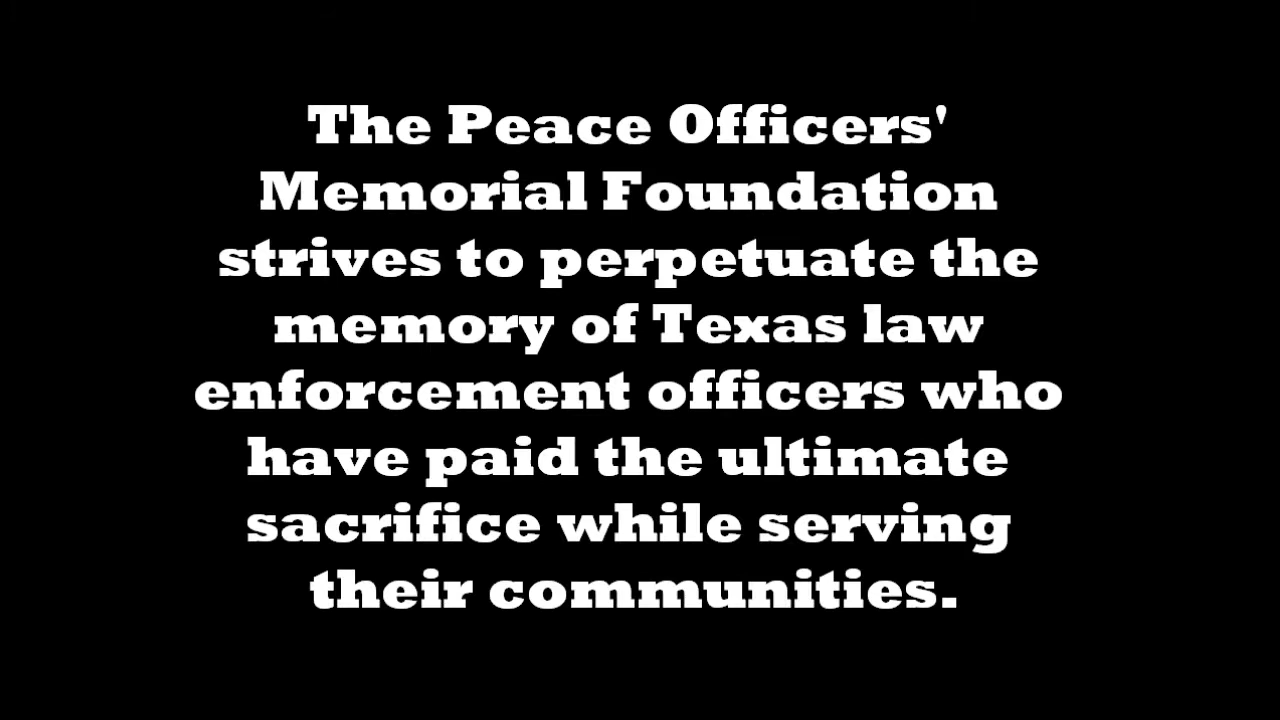 The Peace Officers'
Memorial Foundation
strives to perpetuate the
memory of Texas law
enforcement officers who
have paid the ultimate
sacrifice while serving
their communities.